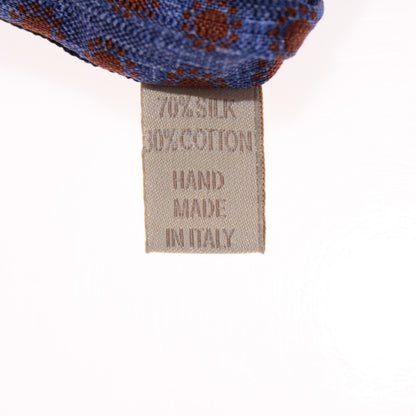 70% SILK
30% COTTON
HAND
MADE
IN ITALY